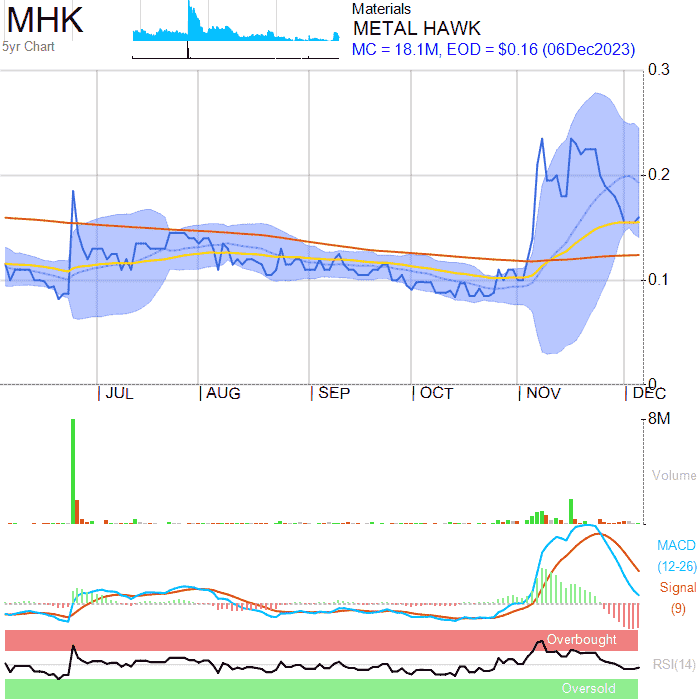 MHK
5yr Chart
Materials
METAL HAWK
MC = 18.1M, EOD = $0.16 (06Dec2023)
0.3
0.2
0.1
0
JUL AUG SEP OCT NOV DEC
8M
Volume
MACD
(12-26)
Signal
(9)
Overbought
RSI(14)
Oversold